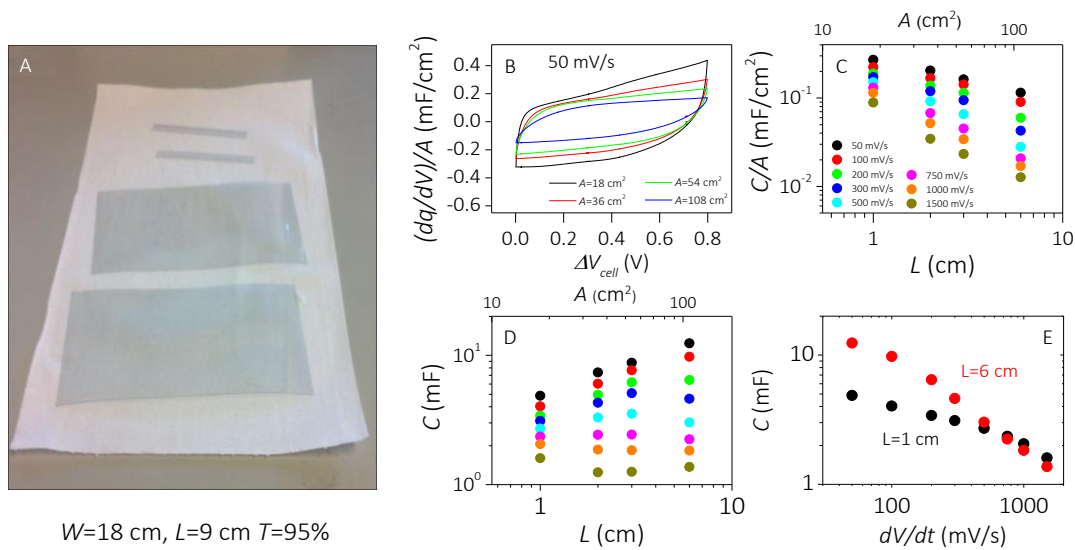 A
W=18 cm, L=9 cm T=95%
B
50 mV/s
0.4
0.2
0.0
-0.2
-0.4
-0.6
(dq/dV)/A (mF/cm²)
A=18 cm²
A=54 cm²
A=36 cm²
A=108 cm²
0.0 0.2 0.4 0.6 0.8
ΔV_cell (V)
A (cm²)
10 100
C
10⁻¹
10⁻²
C/A (mF/cm²)
50 mV/s
100 mV/s
200 mV/s
300 mV/s
500 mV/s
750 mV/s
1000 mV/s
1500 mV/s
1 10
L (cm)
A (cm²)
10 100
D
10¹
10⁰
C (mF)
1 10
L (cm)
E
10
1
C (mF)
L=6 cm
L=1 cm
100 1000
dV/dt (mV/s)